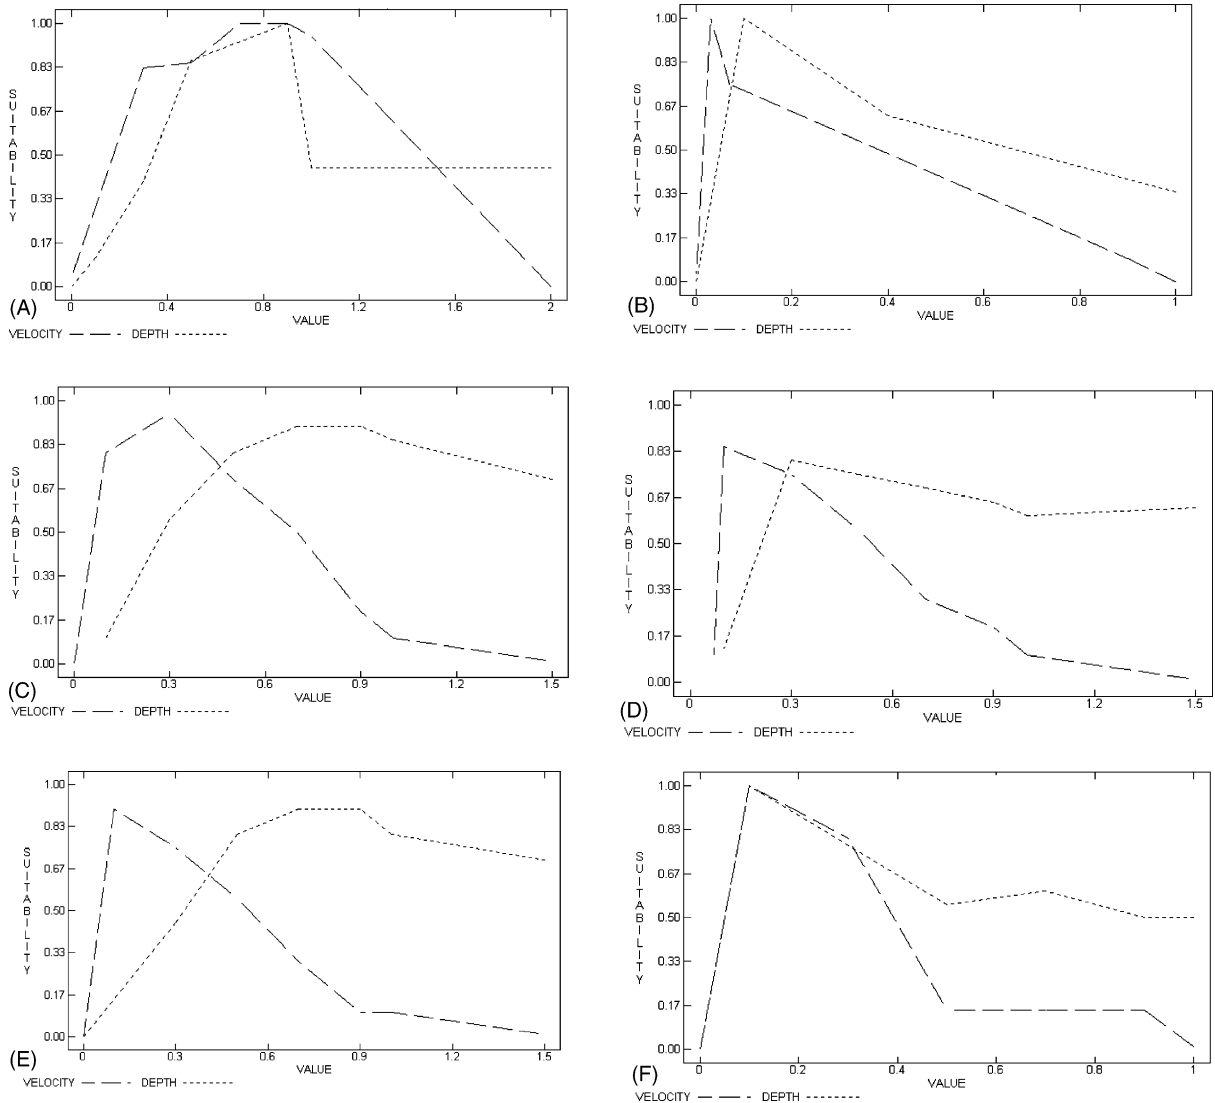 1.00
0.83
0.67
0.50
0.33
0.17
0.00
SUITABILITY
0 0.4 0.8 1.2 1.6 2
VALUE
(A)
VELOCITY DEPTH
1.00
0.83
0.67
0.50
0.33
0.17
0.00
SUITABILITY
0 0.2 0.4 0.6 0.8 1
VALUE
(B)
VELOCITY DEPTH
1.00
0.83
0.67
0.50
0.33
0.17
0.00
SUITABILITY
0 0.3 0.6 0.9 1.2 1.5
VALUE
(C)
VELOCITY DEPTH
1.00
0.83
0.67
0.50
0.33
0.17
0.00
SUITABILITY
0 0.3 0.6 0.9 1.2 1.5
VALUE
(D)
VELOCITY DEPTH
1.00
0.83
0.67
0.50
0.33
0.17
0.00
SUITABILITY
0 0.3 0.6 0.9 1.2 1.5
VALUE
(E)
VELOCITY DEPTH
1.00
0.83
0.67
0.50
0.33
0.17
0.00
SUITABILITY
0 0.2 0.4 0.6 0.8 1
VALUE
(F)
VELOCITY DEPTH